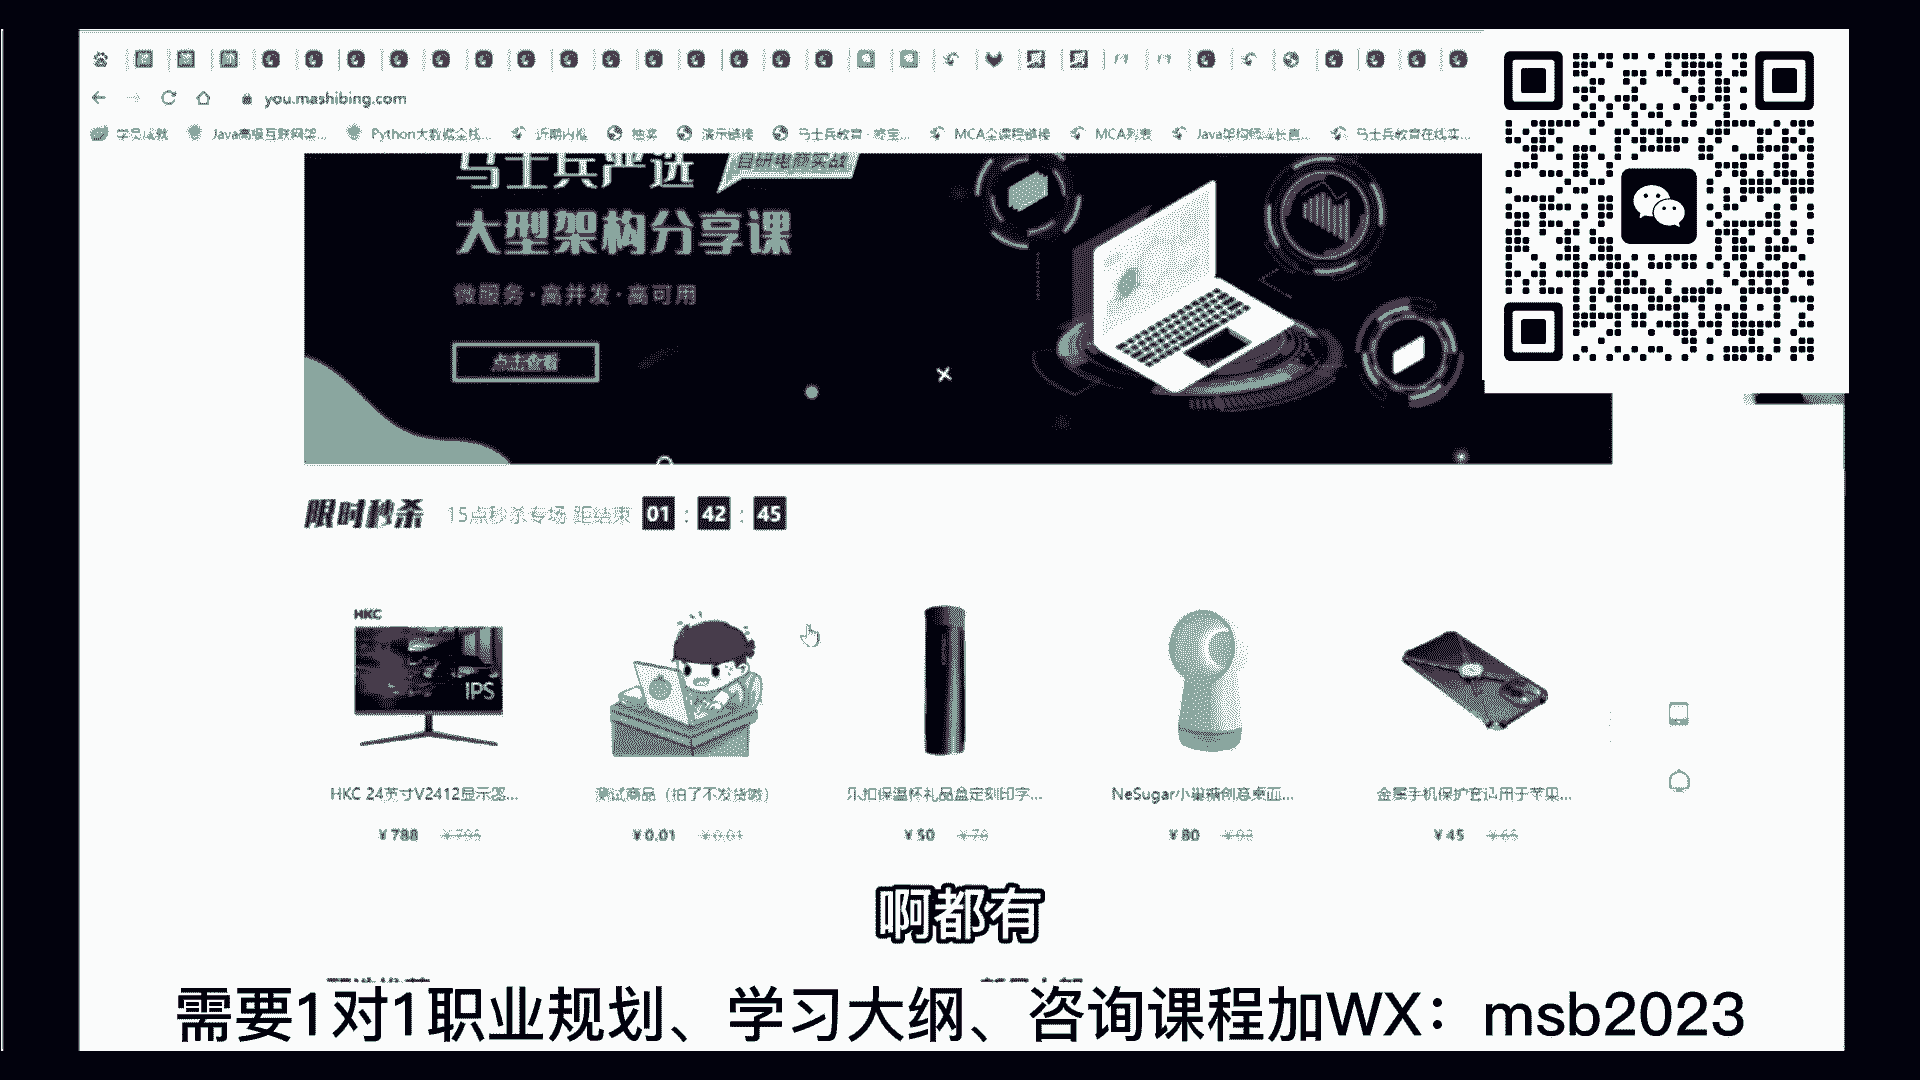 you.mashibing.com
学员成就 Java高级互联网架... Python大数据全栈... 近期内推 抽奖 演示链接 马士兵教育 MCA全课程链接 MCA列表 Java架构师成长直... 马士兵教育在线实...
马士兵严选 自研电商实战
大型架构分享课
微服务·高并发·高可用
点击查看
限时秒杀 15点秒杀专场 距结束 01 : 42 : 45
HKC
IPS
HKC 24英寸V2412显示器... 测试商品（拍了不发货哦） 乐扣保温杯礼品盒定刻印字... NeSugar小巢糖创意桌面... 金属手机保护套适用于苹果...
￥788 ￥0.01 ￥0.01 ￥50 ￥80 ￥45
啊都有
需要1对1职业规划、学习大纲、咨询课程加WX：msb2023